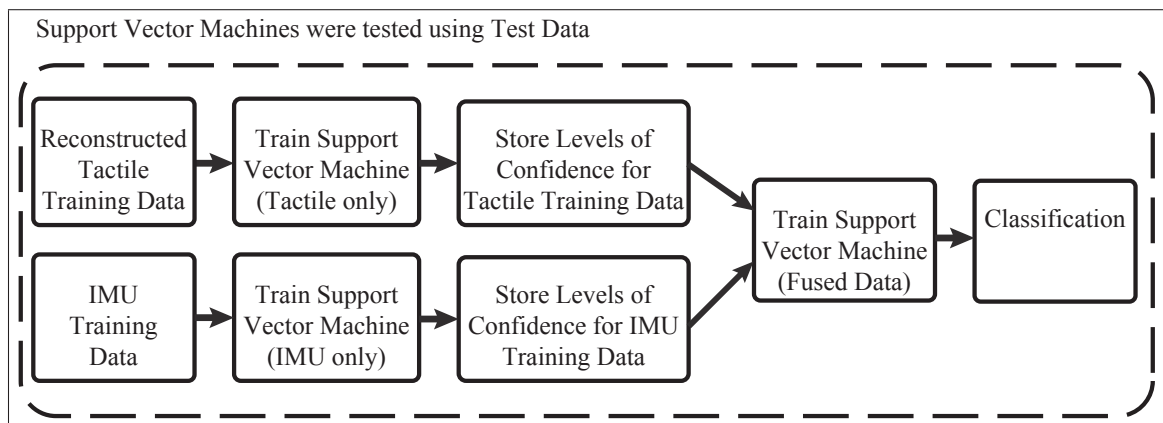 Support Vector Machines were tested using Test Data
Reconstructed
Tactile
Training Data
Train Support
Vector Machine
(Tactile only)
Store Levels of
Confidence for
Tactile Training Data
IMU
Training
Data
Train Support
Vector Machine
(IMU only)
Store Levels of
Confidence for IMU
Training Data
Train Support
Vector Machine
(Fused Data)
Classification